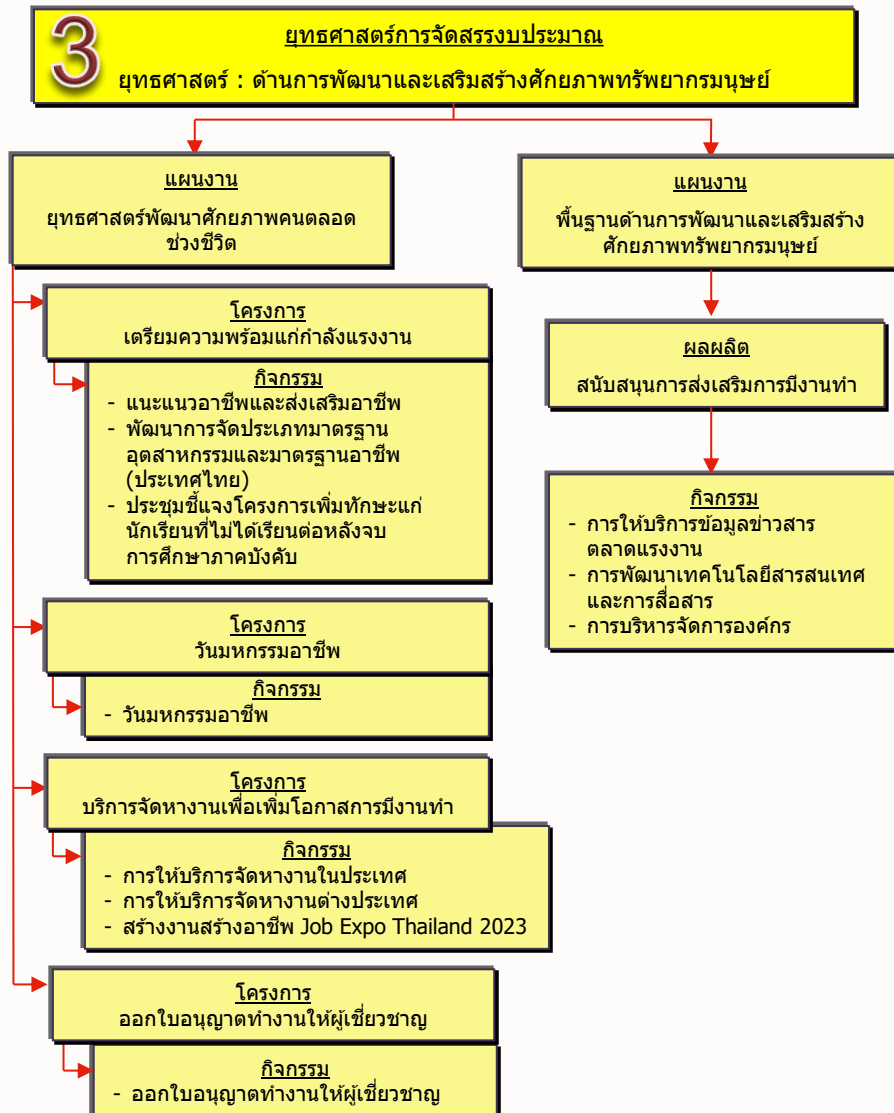 3
ยุทธศาสตร์การจัดสรรงบประมาณ
ยุทธศาสตร์ : ด้านการพัฒนาและเสริมสร้างศักยภาพทรัพยากรมนุษย์
แผนงาน
ยุทธศาสตร์พัฒนาศักยภาพคนตลอด
ช่วงชีวิต
โครงการ
เตรียมความพร้อมแก่กำลังแรงงาน
กิจกรรม
- แนะแนวอาชีพและส่งเสริมอาชีพ
- พัฒนาการจัดประเภทมาตรฐาน
อุตสาหกรรมและมาตรฐานอาชีพ
(ประเทศไทย)
- ประชุมชี้แจงโครงการเพิ่มทักษะแก่
นักเรียนที่ไม่ได้เรียนต่อหลังจบ
การศึกษาภาคบังคับ
โครงการ
วันมหกรรมอาชีพ
กิจกรรม
- วันมหกรรมอาชีพ
โครงการ
บริการจัดหางานเพื่อเพิ่มโอกาสการมีงานทำ
กิจกรรม
- การให้บริการจัดหางานในประเทศ
- การให้บริการจัดหางานต่างประเทศ
- สร้างงานสร้างอาชีพ Job Expo Thailand 2023
โครงการ
ออกใบอนุญาตทำงานให้ผู้เชี่ยวชาญ
กิจกรรม
- ออกใบอนุญาตทำงานให้ผู้เชี่ยวชาญ
แผนงาน
พื้นฐานด้านการพัฒนาและเสริมสร้าง
ศักยภาพทรัพยากรมนุษย์
ผลผลิต
สนับสนุนการส่งเสริมการมีงานทำ
กิจกรรม
- การให้บริการข้อมูลข่าวสาร
ตลาดแรงงาน
- การพัฒนาเทคโนโลยีสารสนเทศ
และการสื่อสาร
- การบริหารจัดการองค์กร